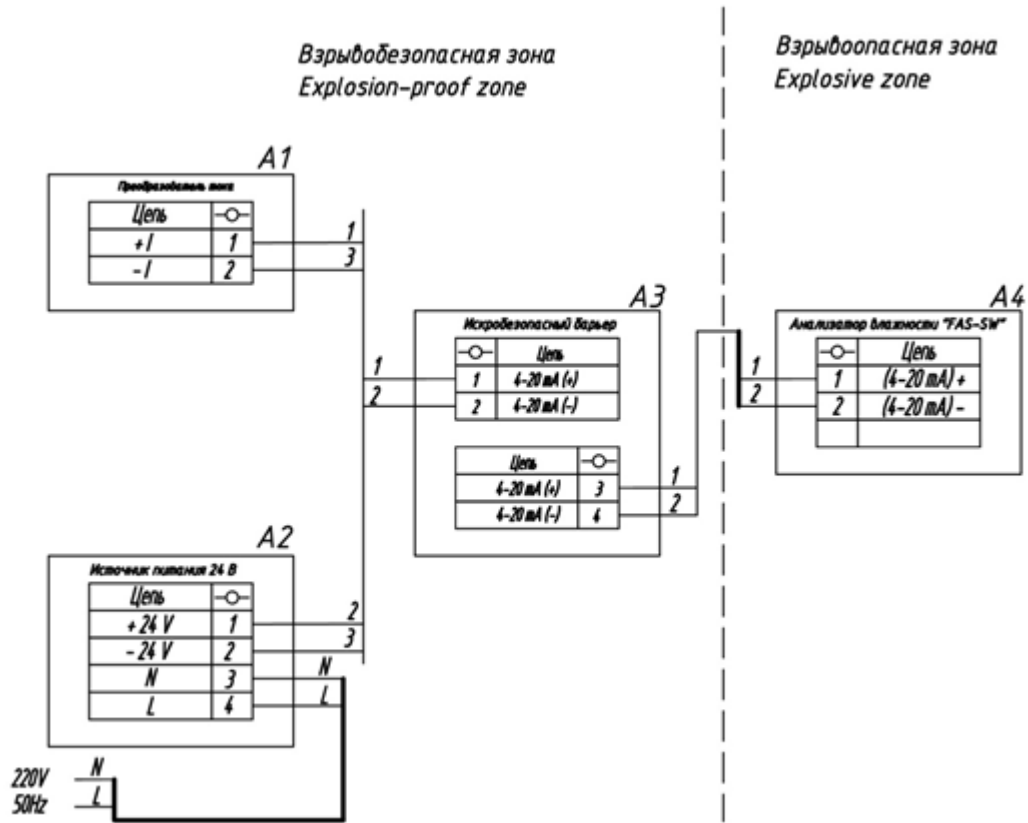 Взрывобезопасная зона
Explosion-proof zone
Взрывоопасная зона
Explosive zone
A1
Преобразователь тока
Цепь
+I 1
-I 2
1
3
A3
Искробезопасный барьер
Цепь
1 4-20 mA (+)
2 4-20 mA (-)
1
2
Цепь
4-20 mA (+) 3
4-20 mA (-) 4
1
2
A4
Анализатор влажности "FAS-SW"
Цепь
1 (4-20 mA) +
2 (4-20 mA) -
1
2
A2
Источник питания 24 В
Цепь
+24 V 1
-24 V 2
N 3
L 4
2
3
N
L
220V N
50Hz L